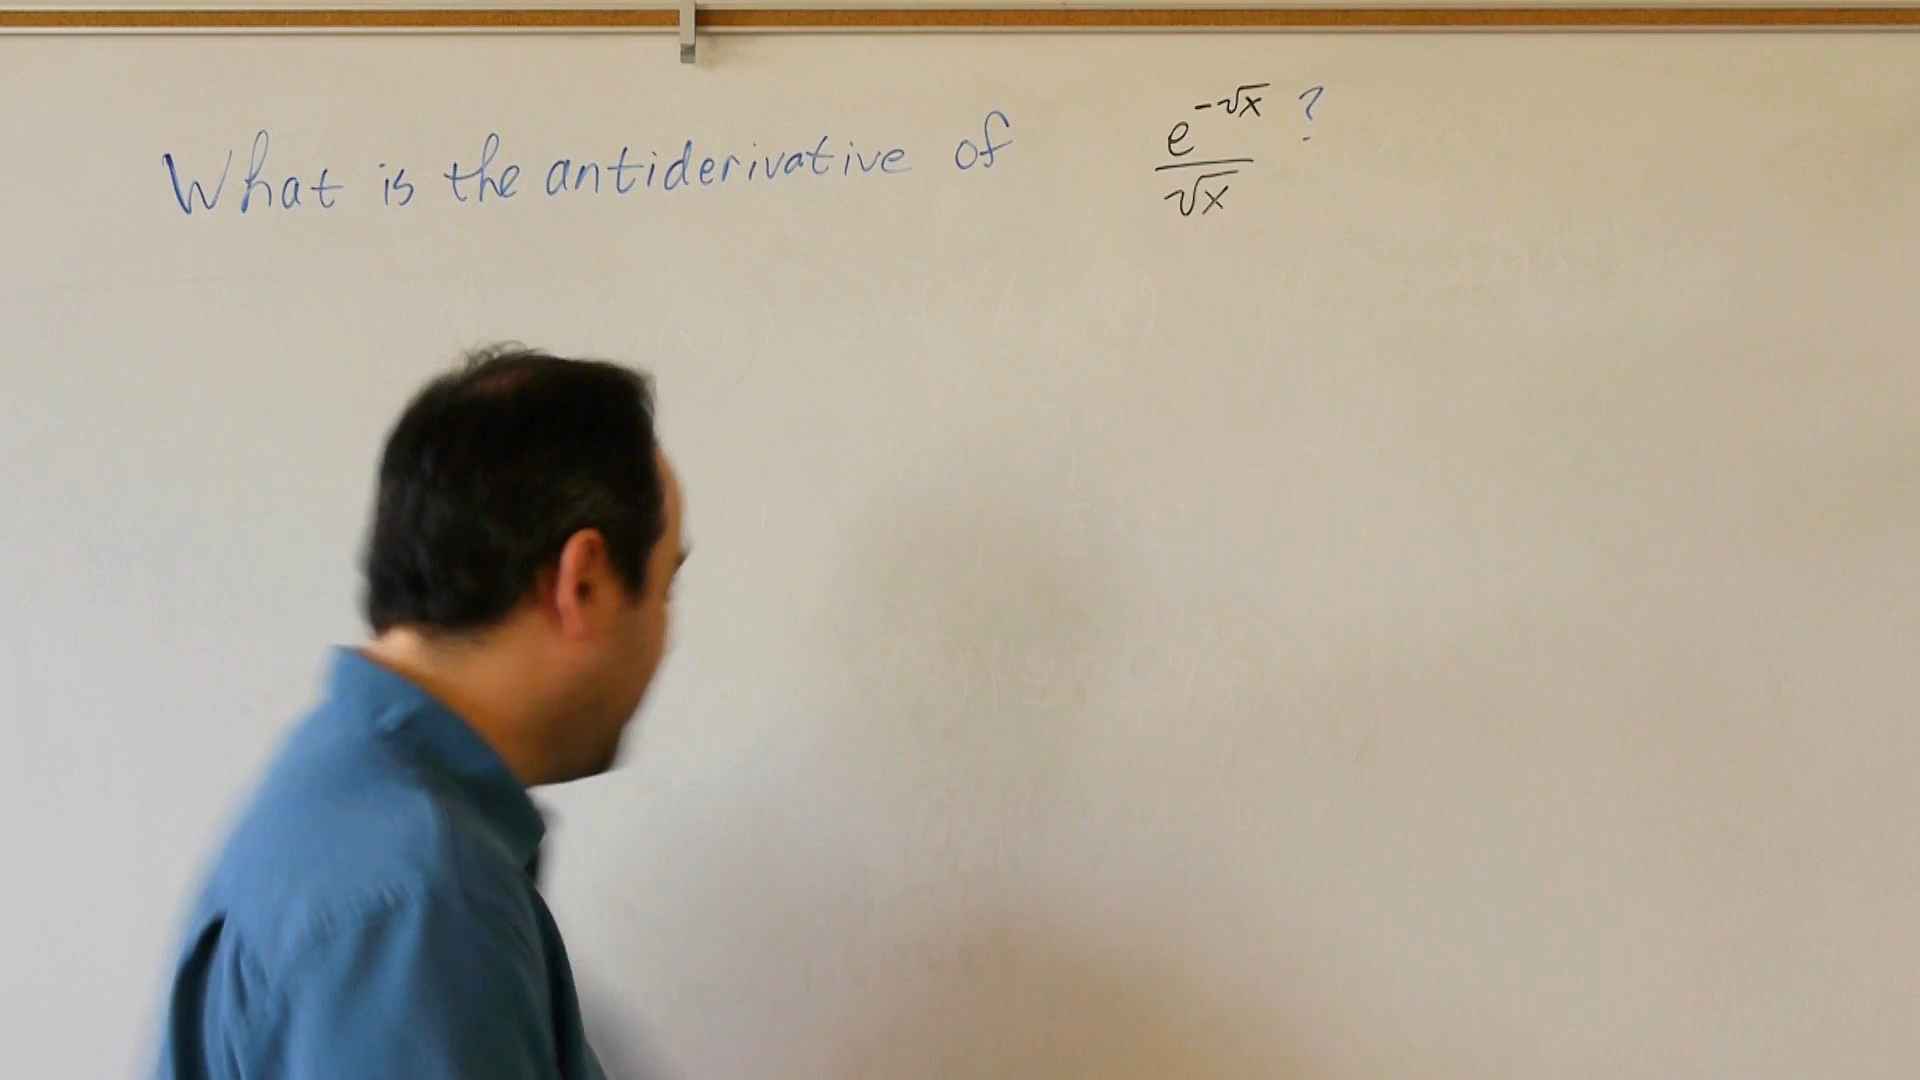 What is the antiderivative of e^{-√x}/√x ?